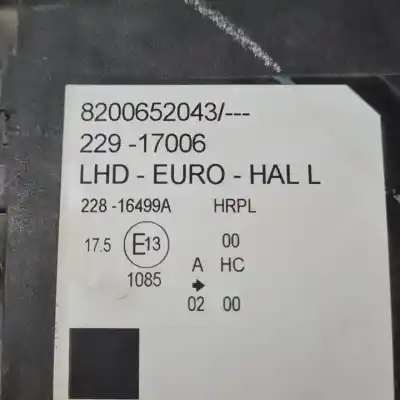 8200652043/---
229 -17006
LHD - EURO - HAL L
228 -16499A HRPL
17.5 E13 00
A HC
1085 →
02 00